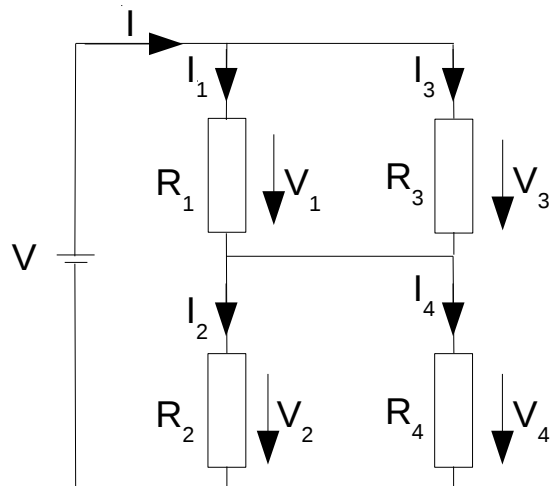 I
I₁ I₃
R₁ V₁ R₃ V₃
V
I₂ I₄
R₂ V₂ R₄ V₄